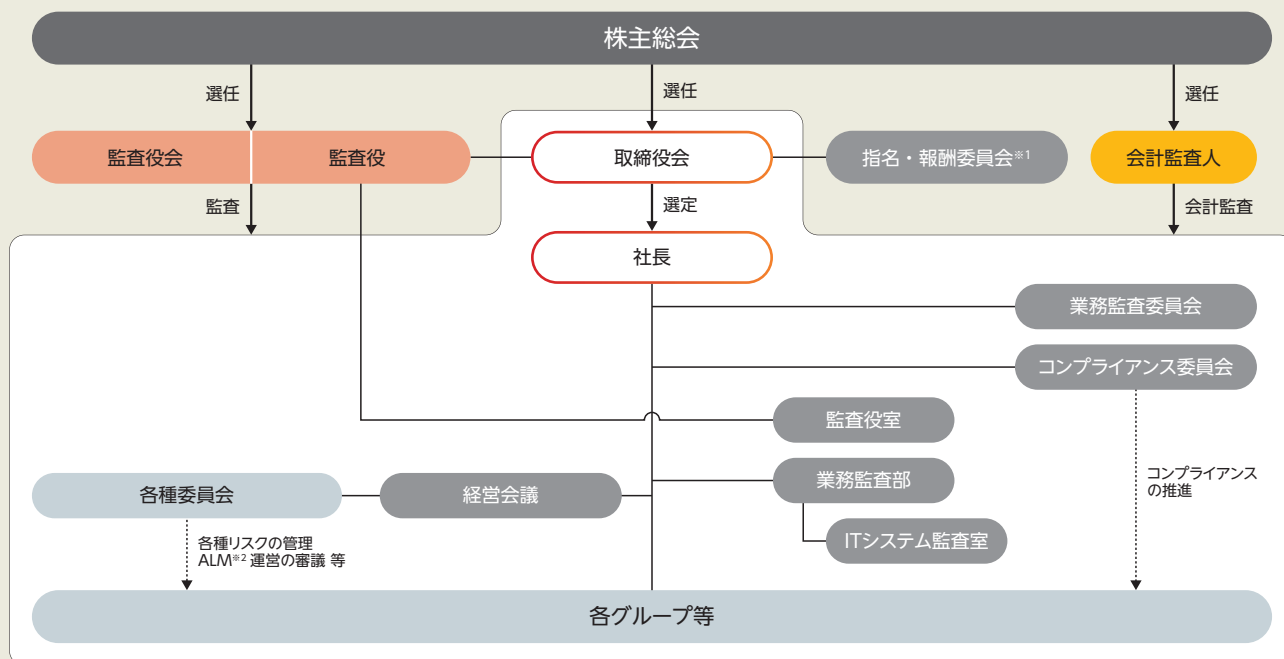 株主総会
選任
選任
選任
監査役会
監査役
取締役会
指名・報酬委員会※1
会計監査人
監査
選定
会計監査
社長
業務監査委員会
コンプライアンス委員会
監査役室
各種委員会
経営会議
業務監査部
コンプライアンス
の推進
ITシステム監査室
各種リスクの管理
ALM※2 運営の審議 等
各グループ等